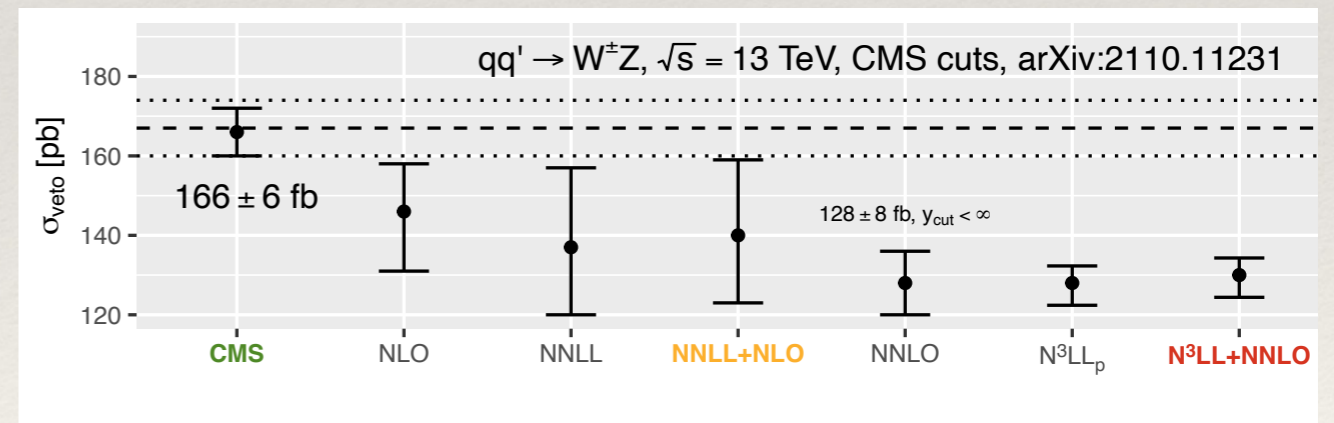 qq' → W±Z, √s = 13 TeV, CMS cuts, arXiv:2110.11231
σveto [pb]
180
160
140
120
166 ± 6 fb
128 ± 8 fb, ycut < ∞
CMS NLO NNLL NNLL+NLO NNLO N³LLp N³LL+NNLO